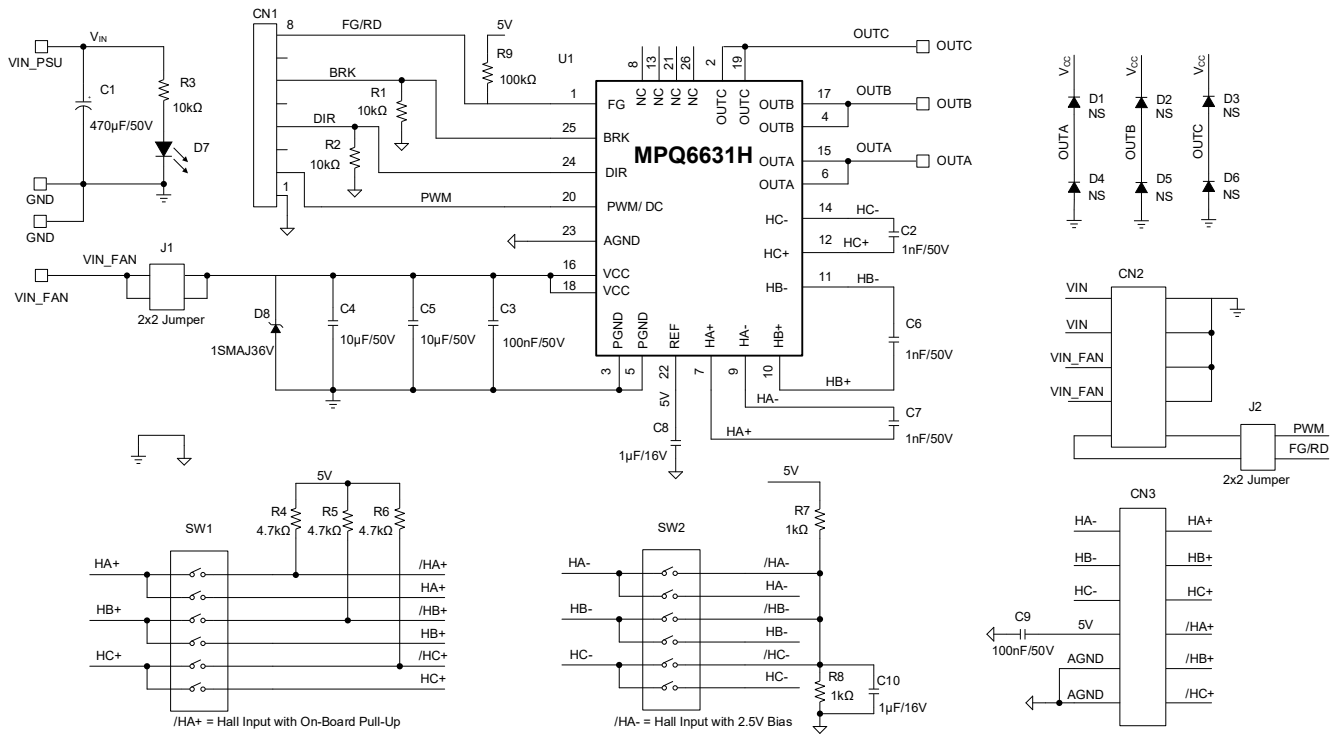 VIN_PSU
VIN
C1
470µF/50V
R3
10kΩ
D7
GND
GND
CN1
8
FG/RD
BRK
R1
10kΩ
DIR
R2
10kΩ
1
PWM
5V
R9
100kΩ
U1
MPQ6631H
1
FG
25
BRK
24
DIR
20
PWM/ DC
23
AGND
16
VCC
18
VCC
8
NC
13
NC
21
NC
26
NC
2
OUTC
19
OUTC
OUTC
OUTC
17
OUTB
OUTB
OUTB
4
OUTB
15
OUTA
OUTA
OUTA
6
OUTA
14
HC-
HC-
C2
1nF/50V
12
HC+
HC+
11
HB-
HB-
C6
1nF/50V
HB+
3
PGND
5
PGND
22
REF
7
HA+
9
HA-
10
HB+
HA-
C7
1nF/50V
HA+
5V
C8
1µF/16V
VIN_FAN
VIN_FAN
J1
2x2 Jumper
D8
1SMAJ36V
C4
10µF/50V
C5
10µF/50V
C3
100nF/50V
VCC
D1
NS
OUTA
D4
NS
VCC
D2
NS
OUTB
D5
NS
VCC
D3
NS
OUTC
D6
NS
CN2
VIN
VIN
VIN_FAN
VIN_FAN
J2
PWM
FG/RD
2x2 Jumper
5V
R4
4.7kΩ
R5
4.7kΩ
R6
4.7kΩ
SW1
HA+
/HA+
HA+
HB+
/HB+
HB+
HC+
/HC+
HC+
/HA+ = Hall Input with On-Board Pull-Up
5V
R7
1kΩ
SW2
HA-
/HA-
HA-
HB-
/HB-
HB-
HC-
/HC-
HC-
R8
1kΩ
C10
1µF/16V
/HA- = Hall Input with 2.5V Bias
CN3
HA-
HA+
HB-
HB+
HC-
HC+
C9
100nF/50V
5V
/HA+
AGND
/HB+
AGND
/HC+